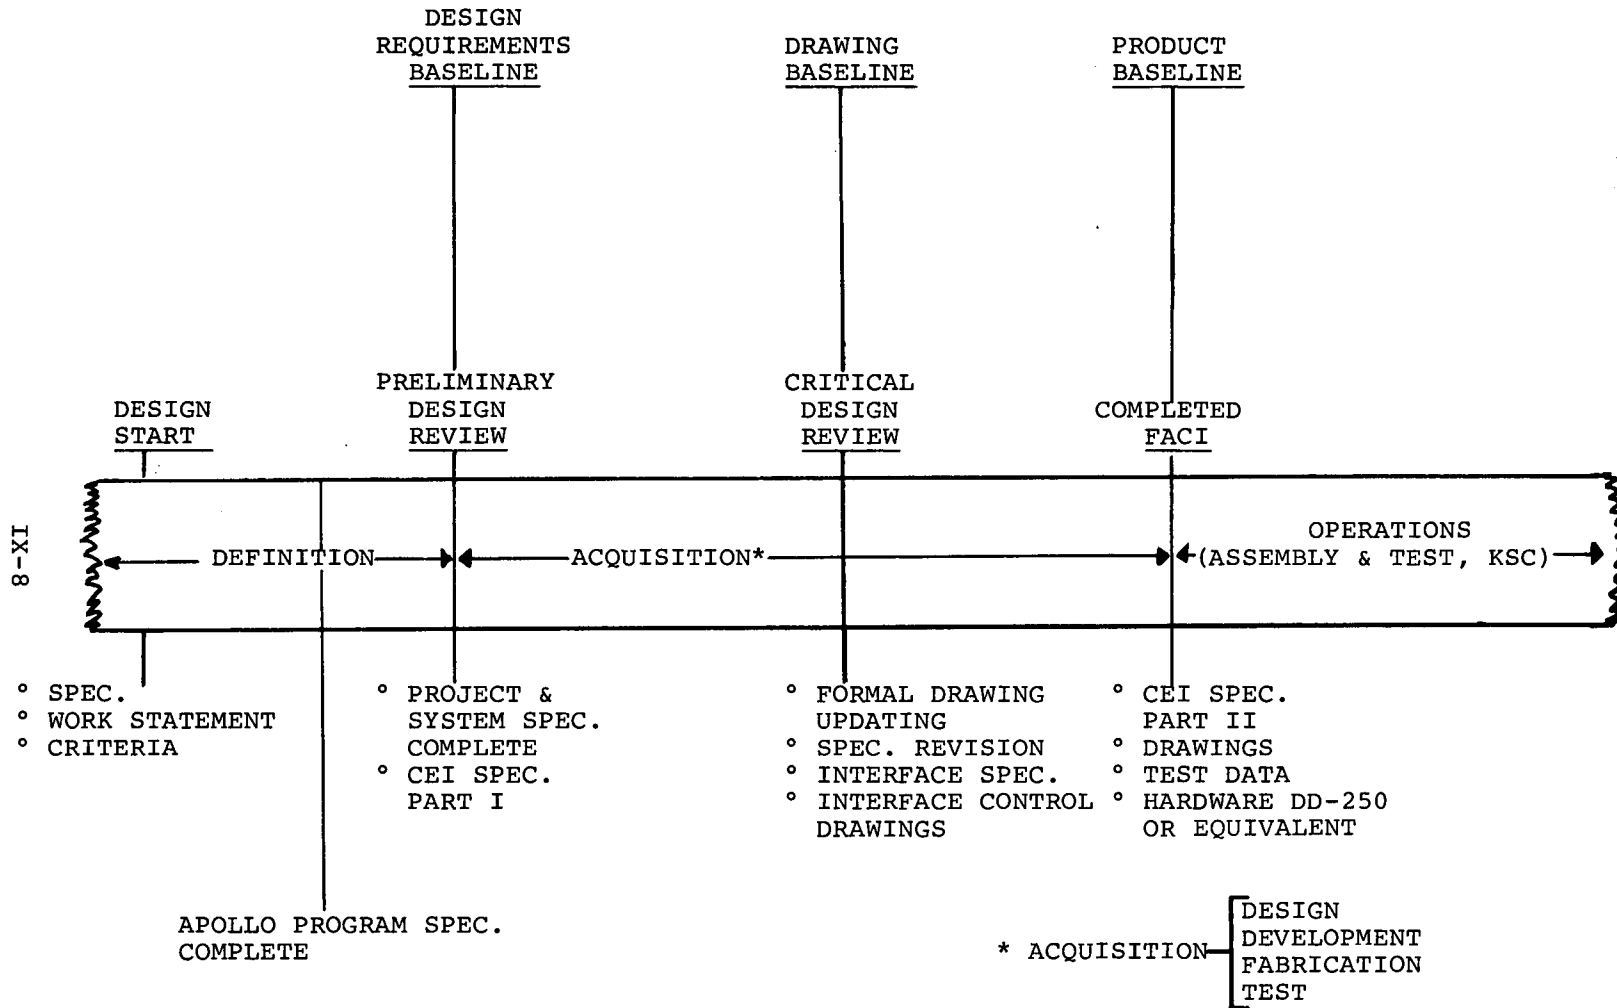 DESIGN
REQUIREMENTS
BASELINE
DRAWING
BASELINE
PRODUCT
BASELINE
DESIGN
START
PRELIMINARY
DESIGN
REVIEW
CRITICAL
DESIGN
REVIEW
COMPLETED
FACI
DEFINITION
ACQUISITION*
OPERATIONS
(ASSEMBLY & TEST, KSC)
° SPEC.
° WORK STATEMENT
° CRITERIA
° PROJECT &
SYSTEM SPEC.
COMPLETE
° CEI SPEC.
PART I
° FORMAL DRAWING
UPDATING
° SPEC. REVISION
° INTERFACE SPEC.
° INTERFACE CONTROL
DRAWINGS
° CEI SPEC.
PART II
° DRAWINGS
° TEST DATA
° HARDWARE DD-250
OR EQUIVALENT
APOLLO PROGRAM SPEC.
COMPLETE
* ACQUISITION
DESIGN
DEVELOPMENT
FABRICATION
TEST
IX-8